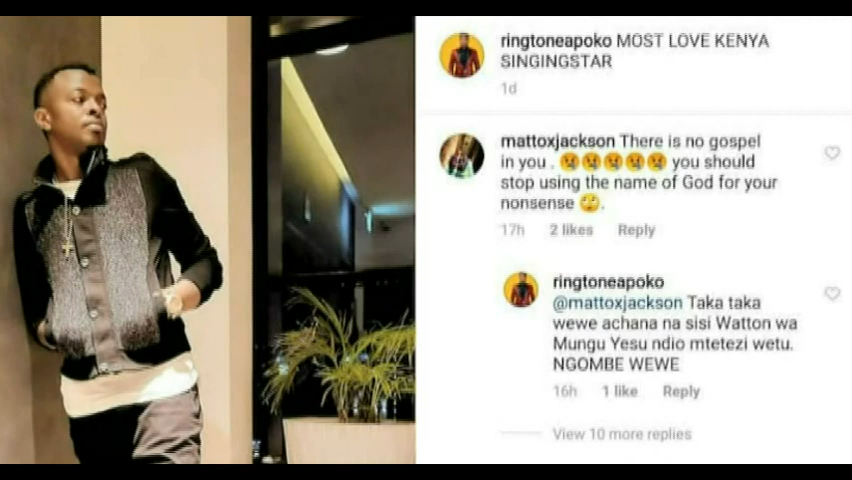 ringtoneapoko MOST LOVE KENYA
SINGINGSTAR
1d
mattoxjackson There is no gospel
in you . 😢😢😢😢😢 you should
stop using the name of God for your
nonsense 🙄.
17h 2 likes Reply
ringtoneapoko
@mattoxjackson Taka taka
wewe achana na sisi Watton wa
Mungu Yesu ndio mtetezi wetu.
NGOMBE WEWE
16h 1 like Reply
View 10 more replies